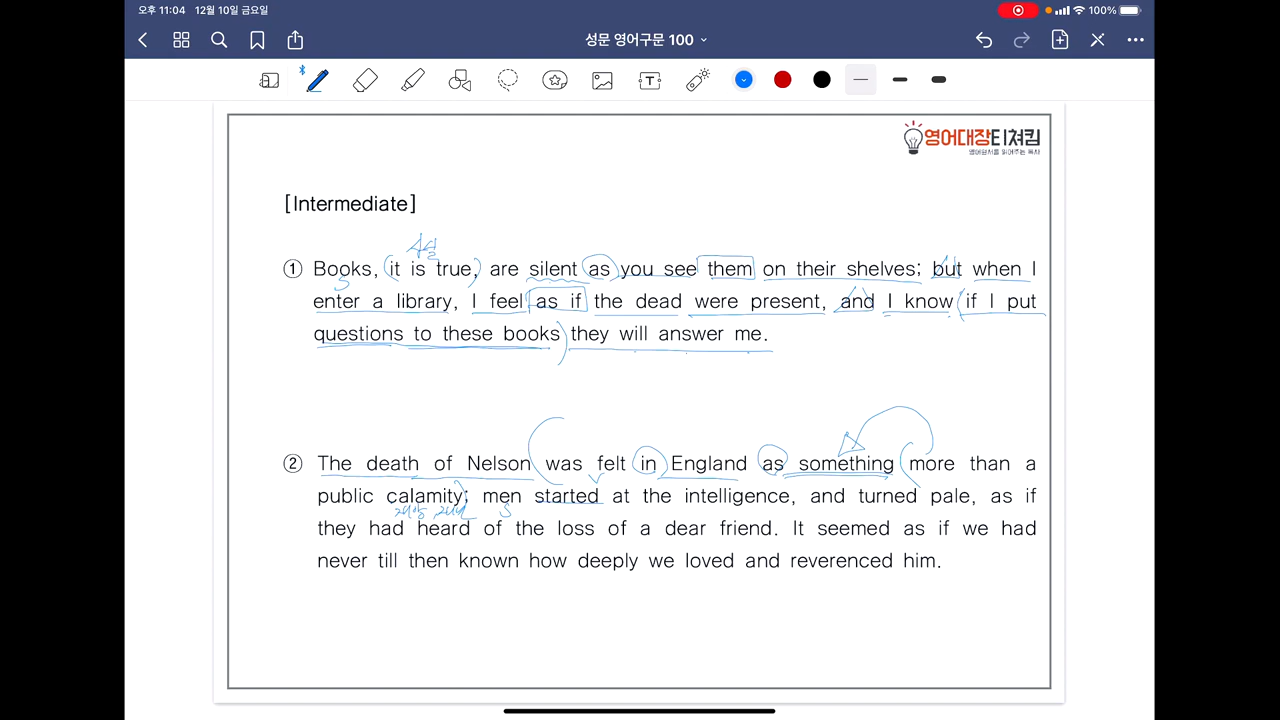 오후 11:04 12월 10일 금요일
100%
성문 영어구문 100
영어대장티쳐킴
[Intermediate]
사실
① Books, it is true, are silent as you see them on their shelves; but when I
S
enter a library, I feel as if the dead were present, and I know if I put
questions to these books they will answer me.
② The death of Nelson was felt in England as something more than a
V
public calamity; men started at the intelligence, and turned pale, as if
재앙, 재난 S
they had heard of the loss of a dear friend. It seemed as if we had
never till then known how deeply we loved and reverenced him.